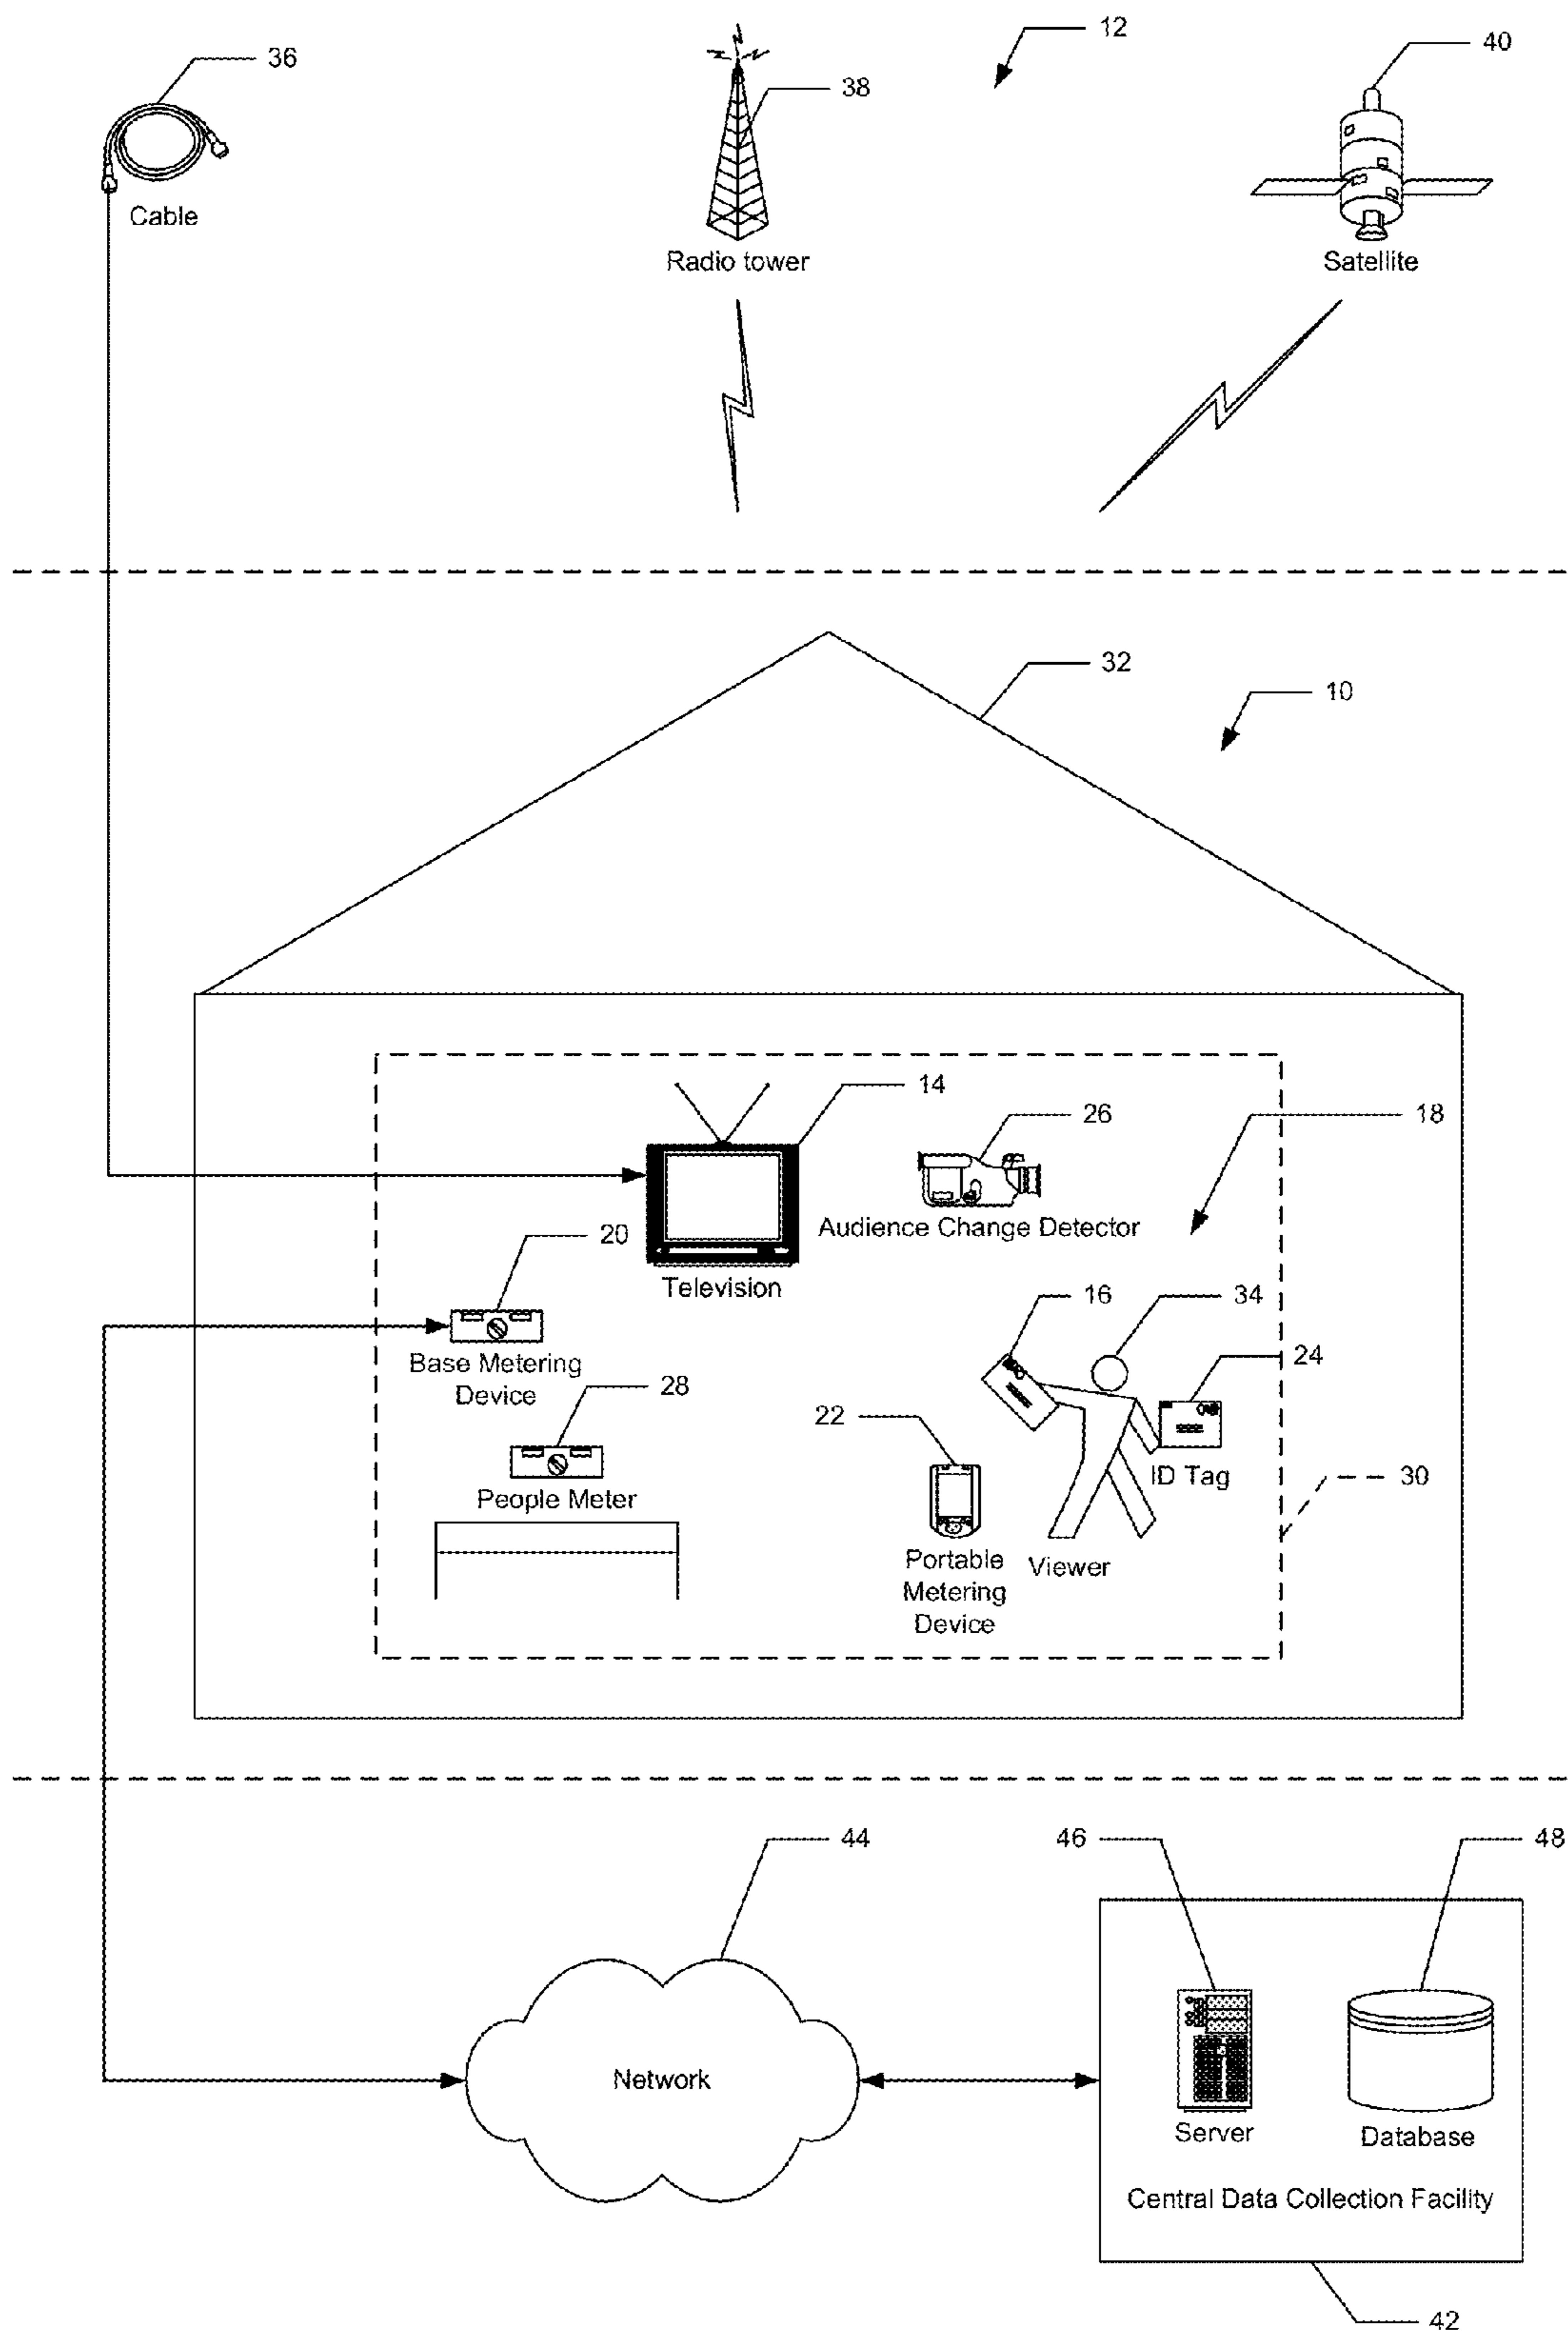 12
36
40
38
Cable
Radio tower
Satellite
32
10
14
26
18
Audience Change Detector
20
Television
16
34
Base Metering
Device
24
28
22
ID Tag
30
People Meter
Portable
Metering
Device
Viewer
44
46
48
Network
Server
Database
Central Data Collection Facility
42